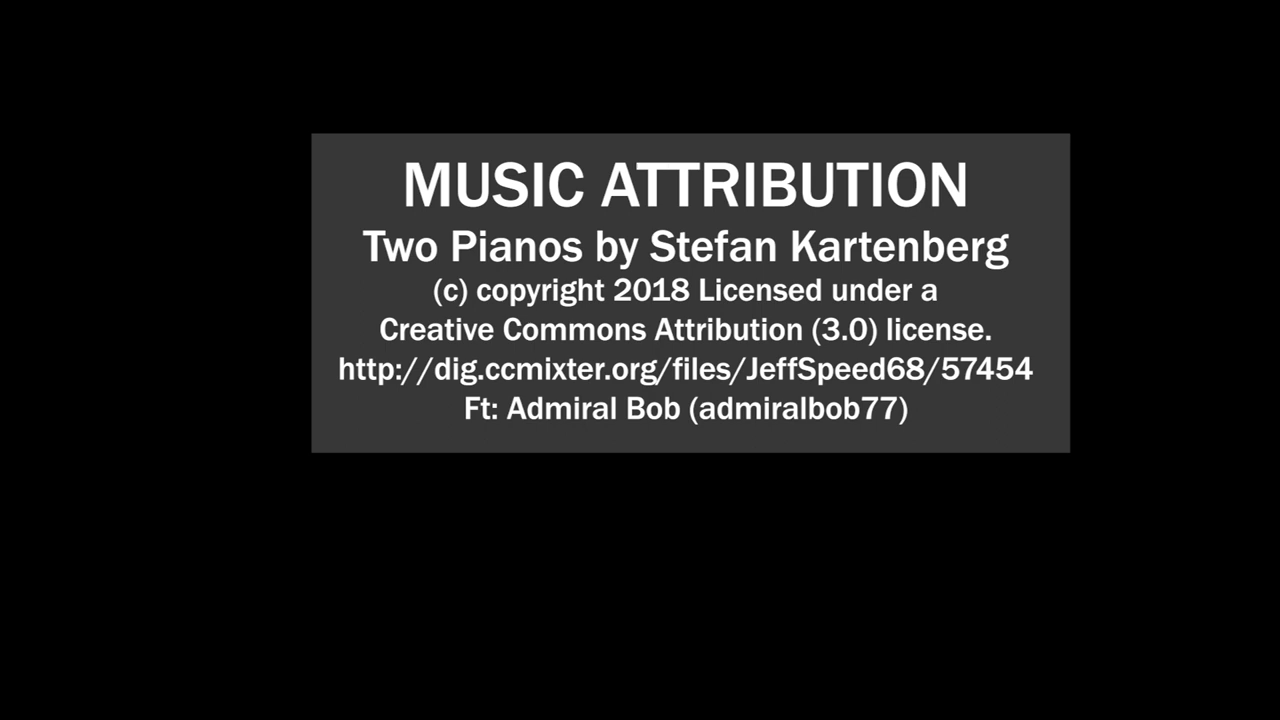 MUSIC ATTRIBUTION
Two Pianos by Stefan Kartenberg
(c) copyright 2018 Licensed under a
Creative Commons Attribution (3.0) license.
http://dig.ccmixter.org/files/JeffSpeed68/57454
Ft: Admiral Bob (admiralbob77)